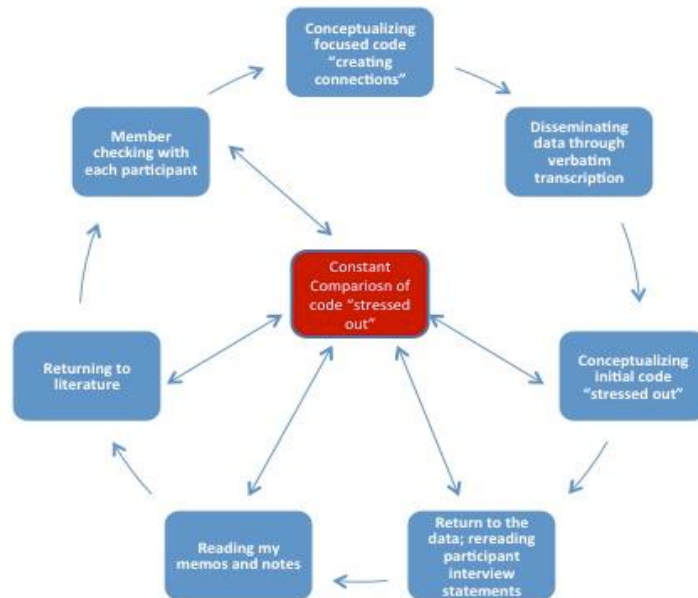 Conceptualizing
focused code
"creating
connections"
Disseminating
data through
verbatim
transcription
Conceptualizing
initial code
"stressed out"
Return to the
data; rereading
participant
interview
statements
Reading my
memos and notes
Returning to
literature
Member
checking with
each participant
Constant
Compariosn of
code "stressed
out"